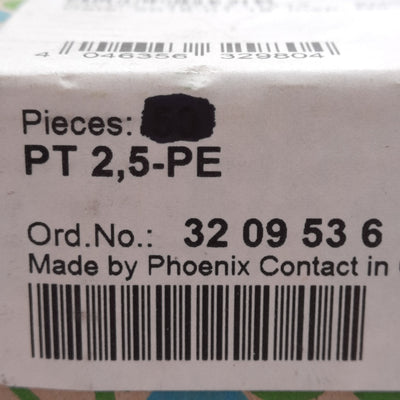 4 046356 329804
Pieces:
PT 2,5-PE
Ord.No.: 32 09 53 6
Made by Phoenix Contact in